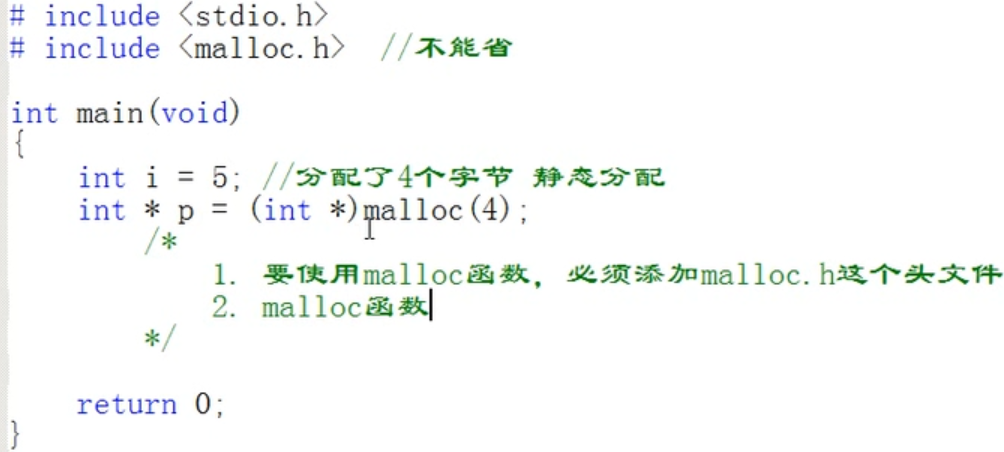 # include <stdio.h>
# include <malloc.h>  //不能省
int main(void)
{
int i = 5; //分配了4个字节 静态分配
int * p = (int *)malloc(4);
/*
1. 要使用malloc函数，必须添加malloc.h这个头文件
2. malloc函数
*/
return 0;
}